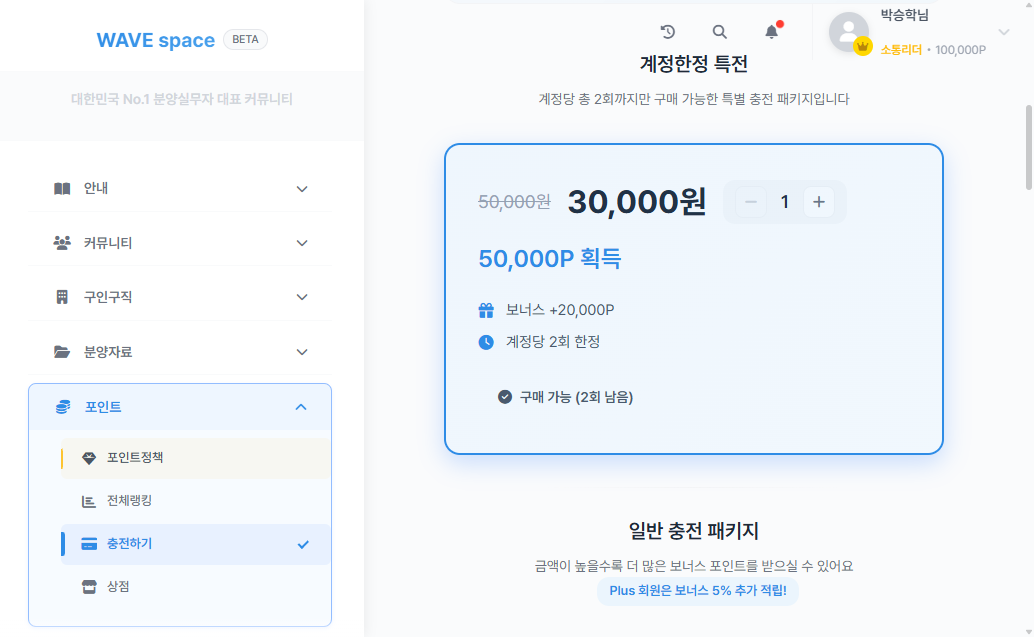 WAVE space BETA
대한민국 No.1 분양실무자 대표 커뮤니티
안내
커뮤니티
구인구직
분양자료
포인트
포인트정책
전체랭킹
충전하기
상점
박승학님
소통리더 • 100,000P
계정한정 특전
계정당 총 2회까지만 구매 가능한 특별 충전 패키지입니다
50,000원 30,000원 − 1 +
50,000P 획득
보너스 +20,000P
계정당 2회 한정
구매 가능 (2회 남음)
일반 충전 패키지
금액이 높을수록 더 많은 보너스 포인트를 받으실 수 있어요
Plus 회원은 보너스 5% 추가 적립!